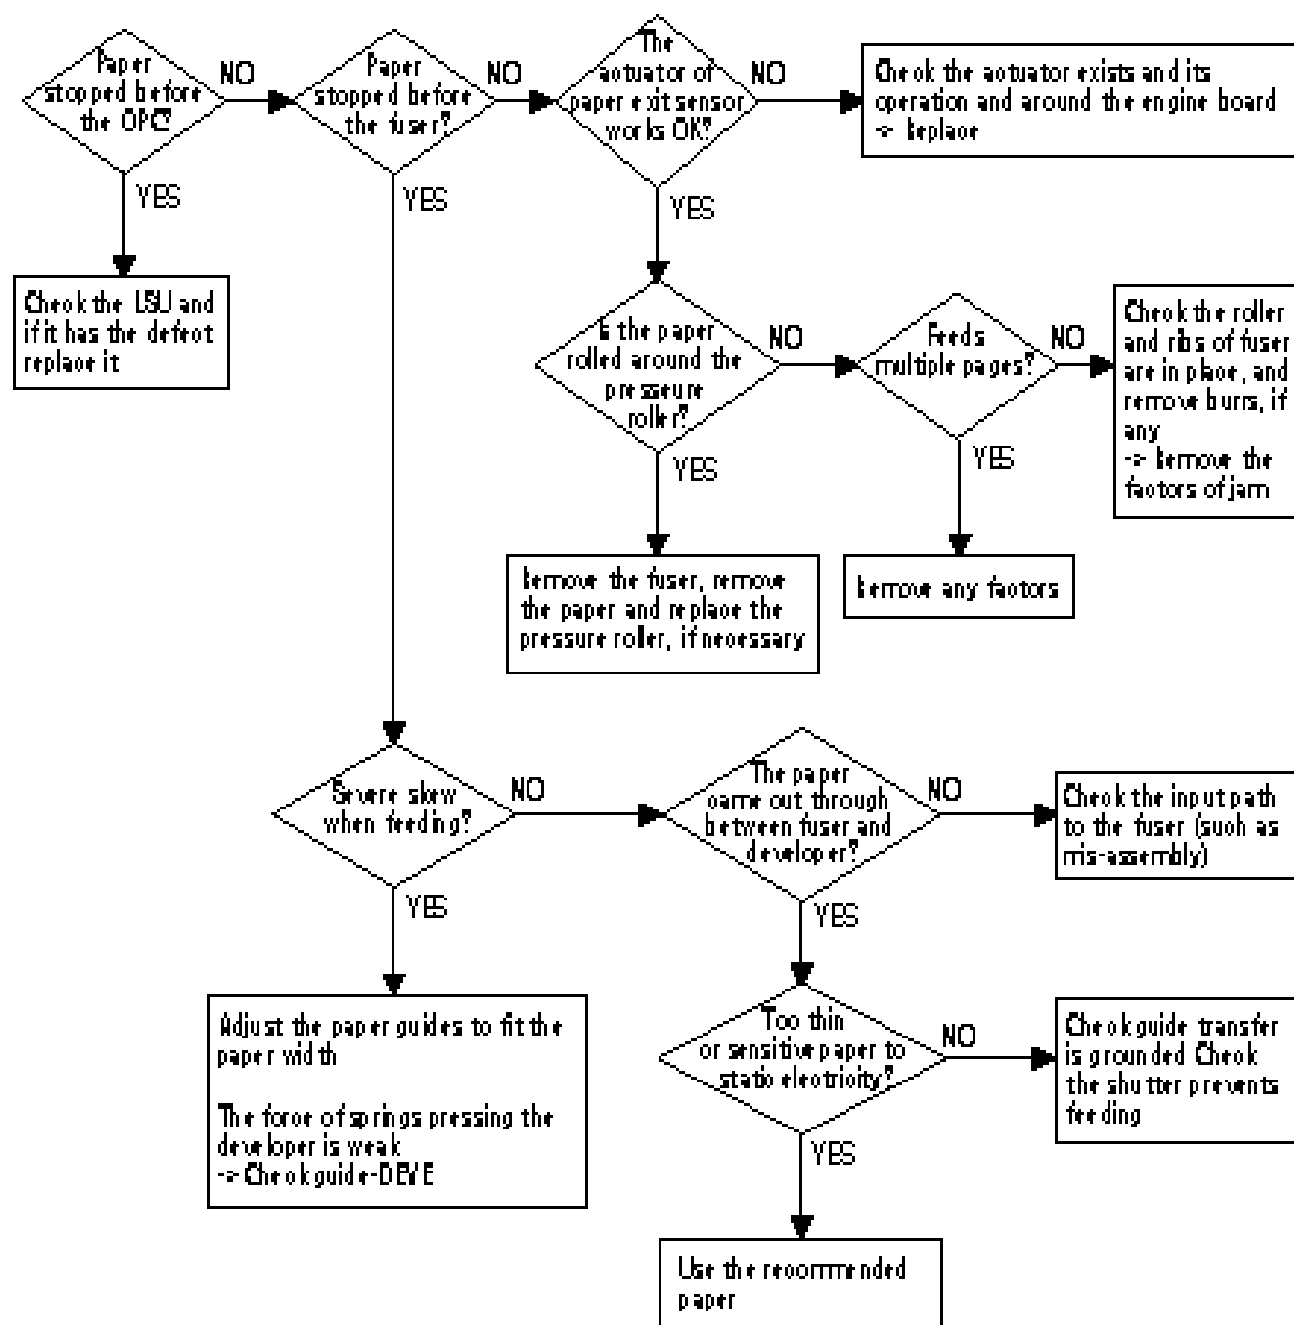 Paper
stopped before
the OPC?
NO
YES
Check the LSU and
if it has the defect
replace it
Paper
stopped before
the fuser?
NO
YES
The
actuator of
paper exit sensor
works OK?
NO
YES
Check the actuator exists and its
operation and around the engine board
-> Replace
Is the paper
rolled around the
presseure
roller?
NO
YES
Feeds
multiple pages?
NO
YES
Check the roller
and ribs of fuser
are in place, and
remove burrs, if
any
-> Remove the
factors of jam
Remove the fuser, remove
the paper and replace the
pressure roller, if necessary
Remove any factors
Severe skew
when feeding?
NO
YES
The paper
came out through
between fuser and
developer?
NO
YES
Check the input path
to the fuser (such as
mis-assembly)
Adjust the paper guides to fit the
paper width
The force of springs pressing the
developer is weak
-> Check guide-DEVE
Too thin
or sensitive paper to
static electricity?
NO
YES
Check guide transfer
is grounded Check
the shutter prevents
feeding
Use the recommended
paper